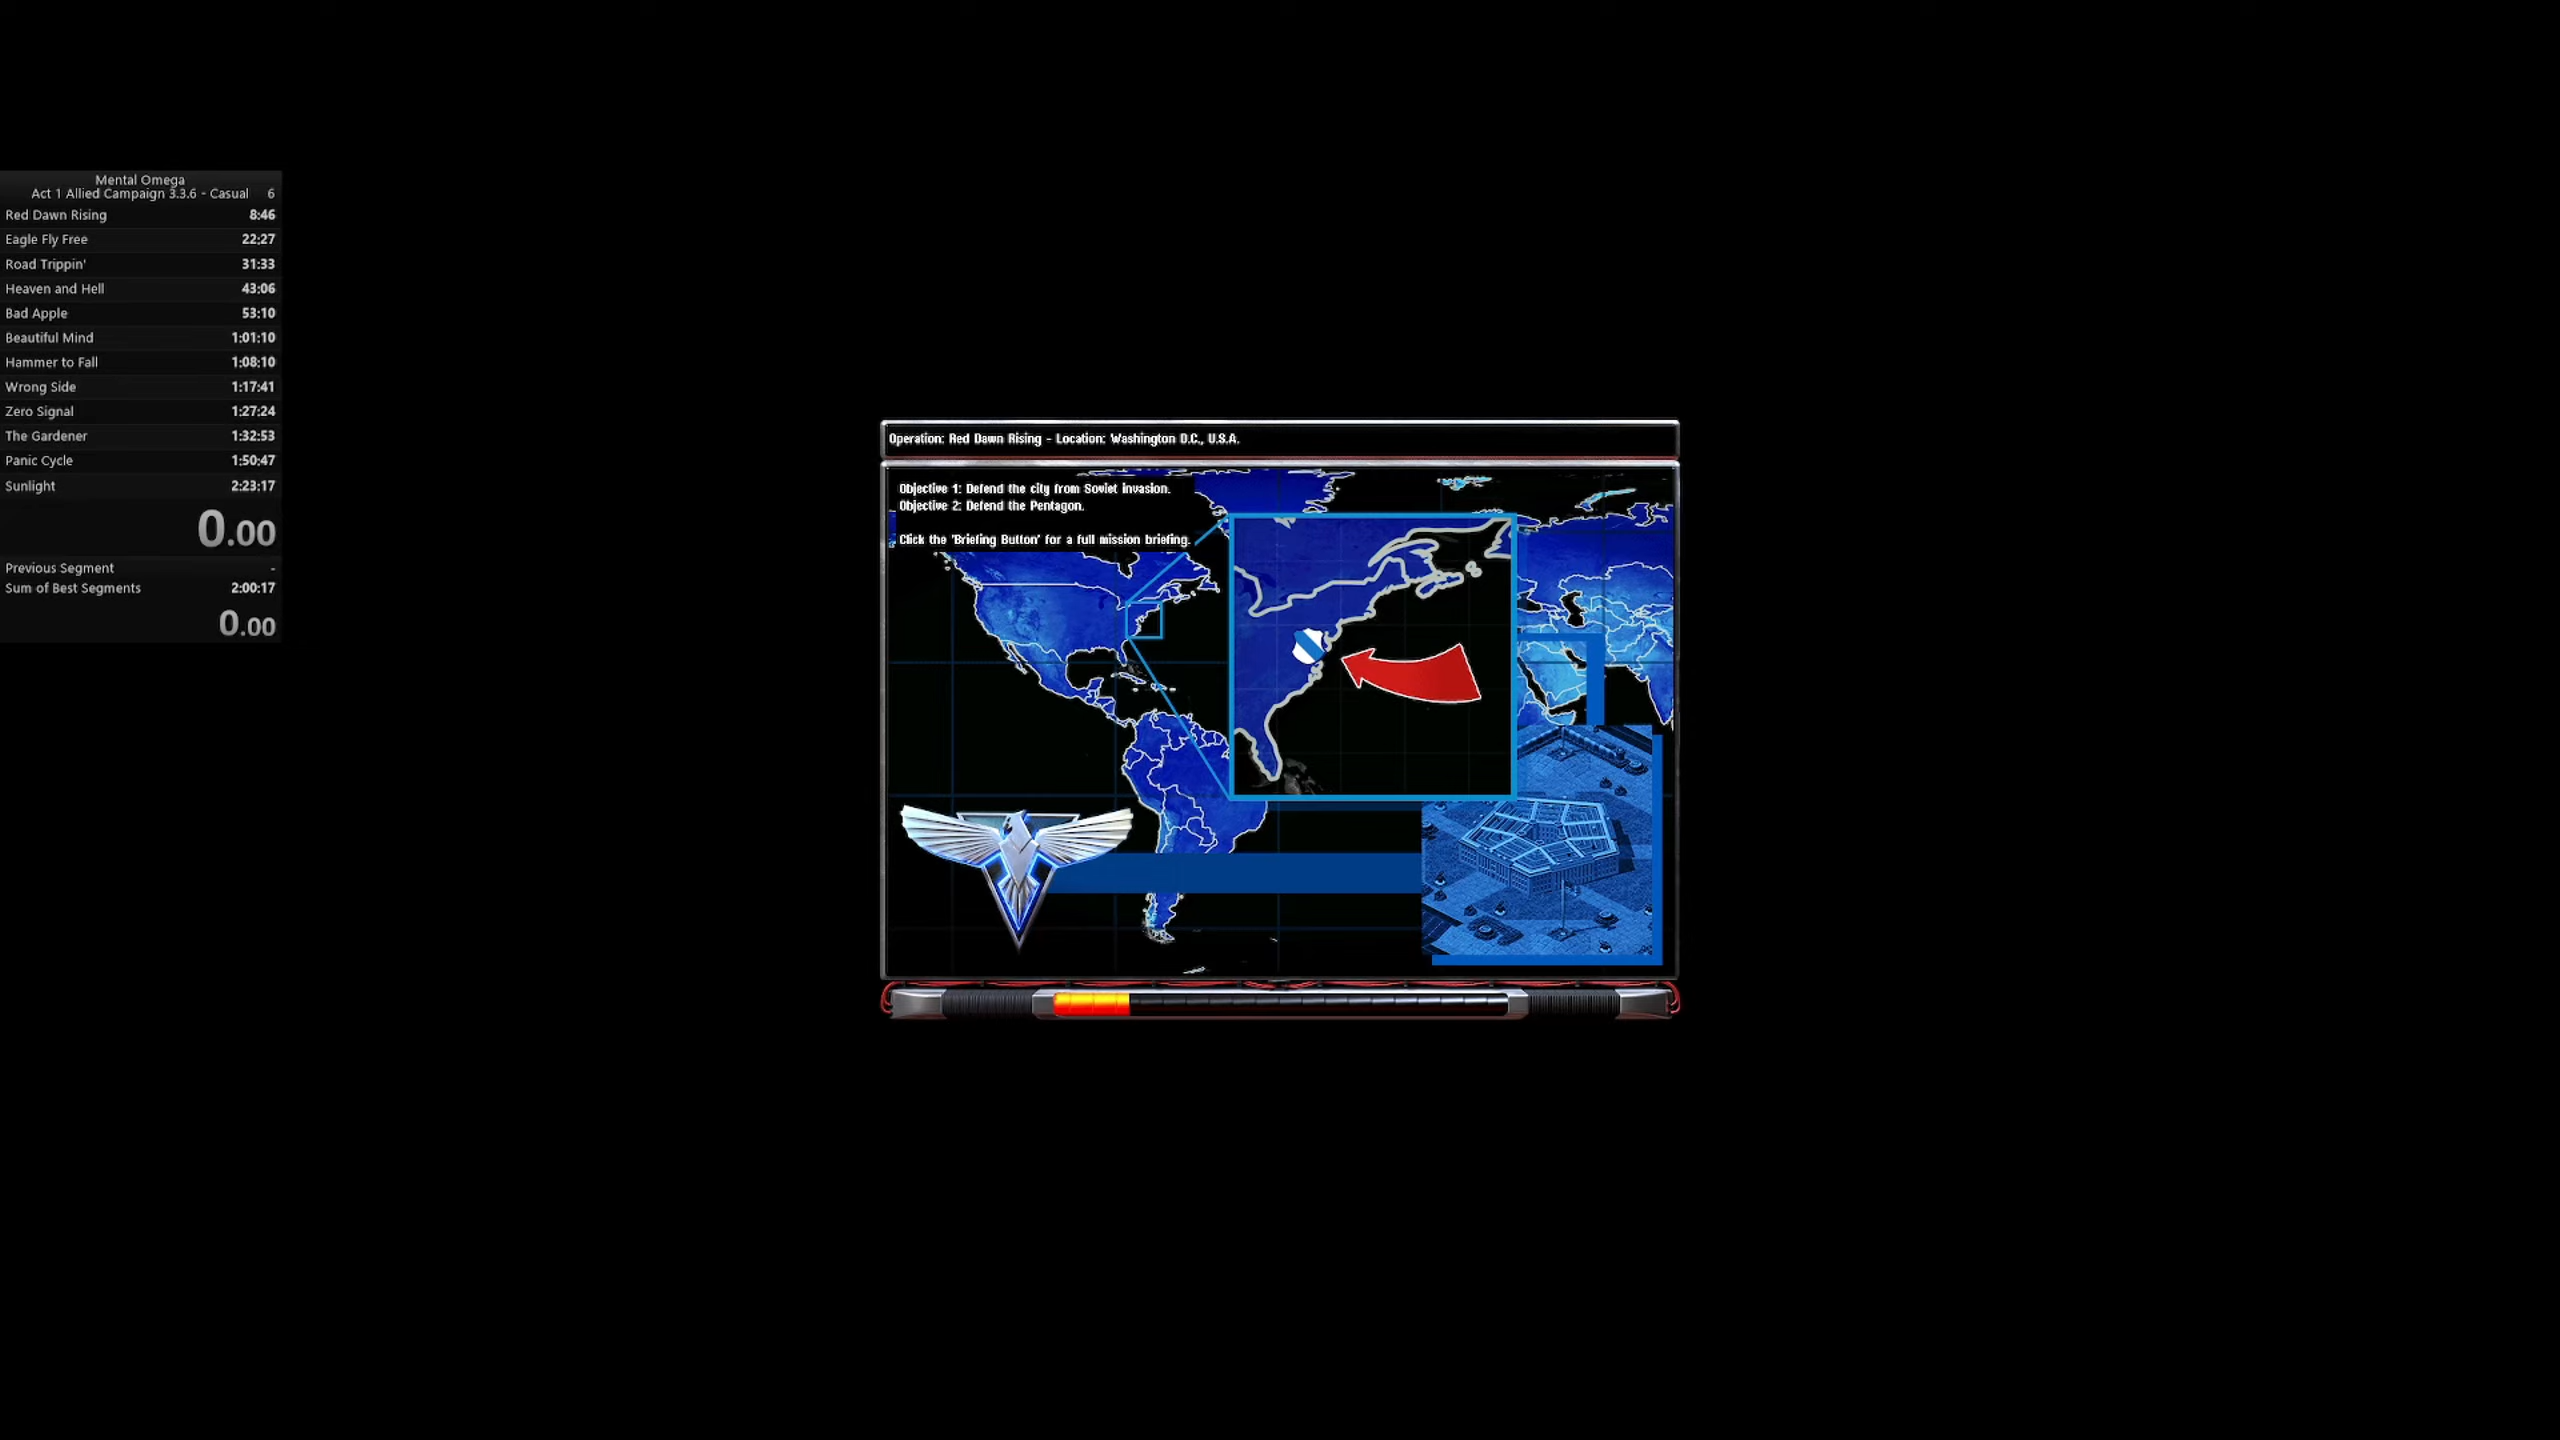 Mental Omega
Act 1 Allied Campaign 3.3.6 - Casual 6
Red Dawn Rising 8:46
Eagle Fly Free 22:27
Road Trippin' 31:33
Heaven and Hell 43:06
Bad Apple 53:10
Beautiful Mind 1:01:10
Hammer to Fall 1:08:10
Wrong Side 1:17:41
Zero Signal 1:27:24
The Gardener 1:32:53
Panic Cycle 1:50:47
Sunlight 2:23:17
0.00
Previous Segment -
Sum of Best Segments 2:00:17
0.00
Operation: Red Dawn Rising - Location: Washington D.C., U.S.A.
Objective 1: Defend the city from Soviet invasion.
Objective 2: Defend the Pentagon.
Click the 'Briefing Button' for a full mission briefing.